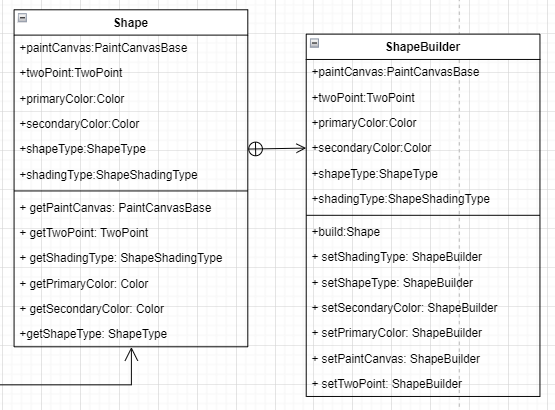 Shape
+paintCanvas:PaintCanvasBase
+twoPoint:TwoPoint
+primaryColor:Color
+secondaryColor:Color
+shapeType:ShapeType
+shadingType:ShapeShadingType
+ getPaintCanvas: PaintCanvasBase
+ getTwoPoint: TwoPoint
+ getShadingType: ShapeShadingType
+ getPrimaryColor: Color
+ getSecondaryColor: Color
+getShapeType: ShapeType
ShapeBuilder
+paintCanvas:PaintCanvasBase
+twoPoint:TwoPoint
+primaryColor:Color
+secondaryColor:Color
+shapeType:ShapeType
+shadingType:ShapeShadingType
+build:Shape
+ setShadingType: ShapeBuilder
+ setShapeType: ShapeBuilder
+ setSecondaryColor: ShapeBuilder
+ setPrimaryColor: ShapeBuilder
+ setPaintCanvas: ShapeBuilder
+ setTwoPoint: ShapeBuilder